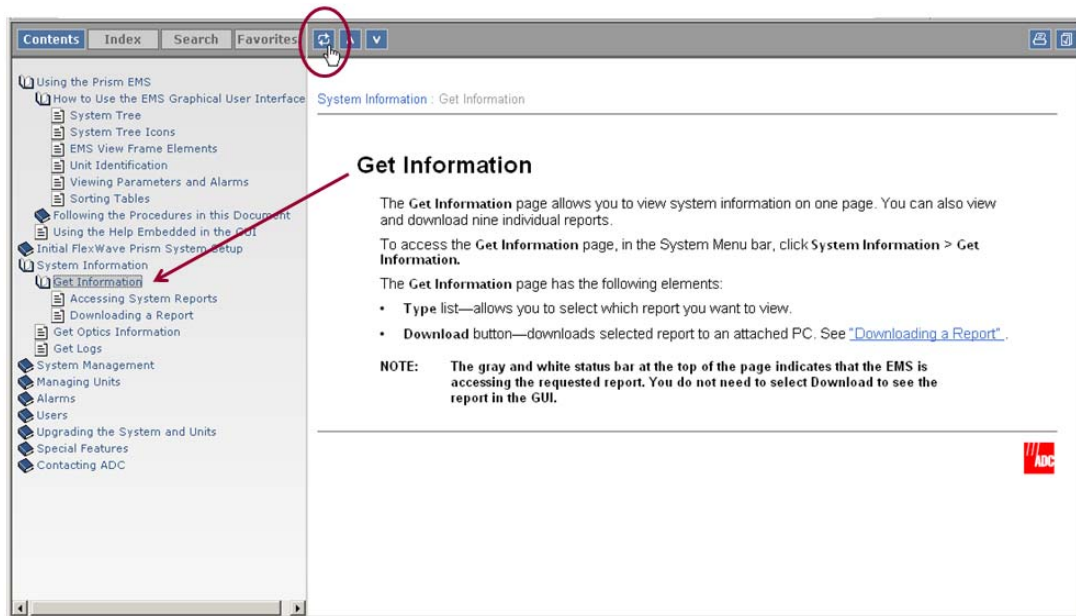 Contents Index Search Favorites
Using the Prism EMS
How to Use the EMS Graphical User Interface
System Tree
System Tree Icons
EMS View Frame Elements
Unit Identification
Viewing Parameters and Alarms
Sorting Tables
Following the Procedures in this Document
Using the Help Embedded in the GUI
Initial FlexWave Prism System Setup
System Information
Get Information
Accessing System Reports
Downloading a Report
Get Optics Information
Get Logs
System Management
Managing Units
Alarms
Users
Upgrading the System and Units
Special Features
Contacting ADC
System Information : Get Information
Get Information
The Get Information page allows you to view system information on one page. You can also view
and download nine individual reports.
To access the Get Information page, in the System Menu bar, click System Information > Get
Information.
The Get Information page has the following elements:
• Type list—allows you to select which report you want to view.
• Download button—downloads selected report to an attached PC. See "Downloading a Report" .
NOTE: The gray and white status bar at the top of the page indicates that the EMS is
accessing the requested report. You do not need to select Download to see the
report in the GUI.
ADC